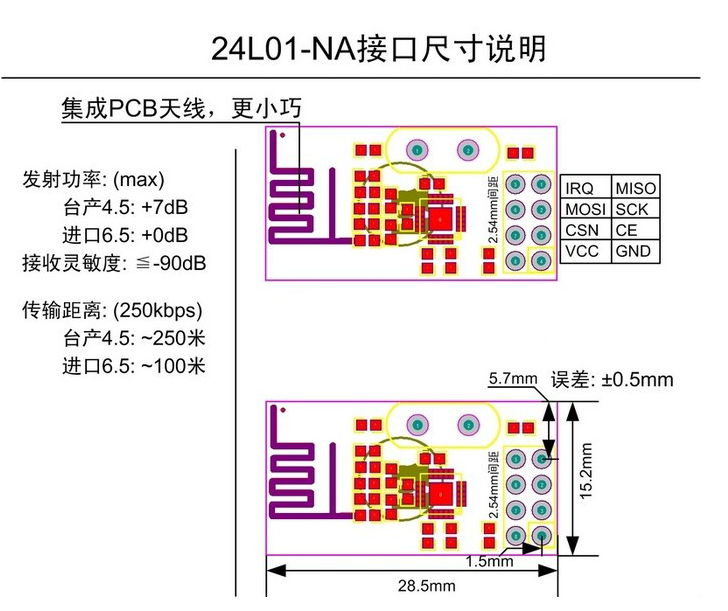 24L01-NA接口尺寸说明
集成PCB天线，更小巧
发射功率: (max)
台产4.5: +7dB
进口6.5: +0dB
接收灵敏度: ≦-90dB
传输距离: (250kbps)
台产4.5: ~250米
进口6.5: ~100米
2.54mm间距
IRQ MISO
MOSI SCK
CSN CE
VCC GND
5.7mm 误差: ±0.5mm
2.54mm间距
15.2mm
1.5mm
28.5mm